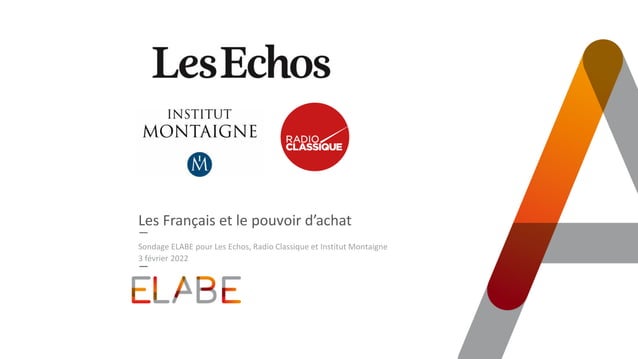 Les Echos
INSTITUT
MONTAIGNE
IM
RADIO
CLASSIQUE
Les Français et le pouvoir d’achat
Sondage ELABE pour Les Echos, Radio Classique et Institut Montaigne
3 février 2022
ELABE